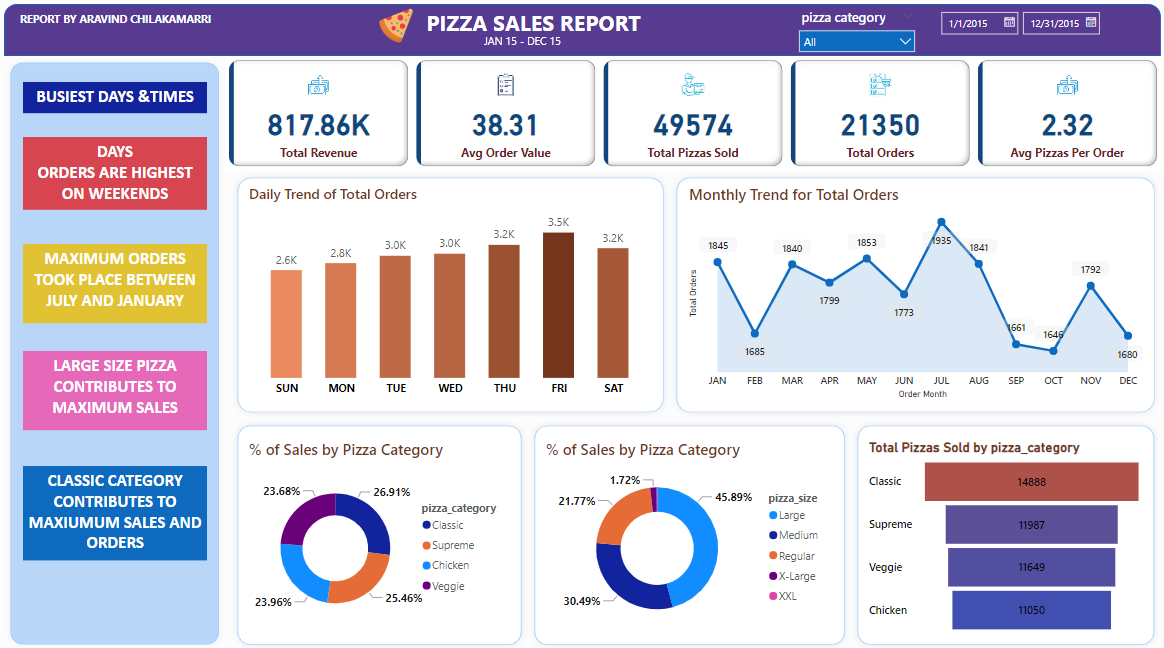 REPORT BY ARAVIND CHILAKAMARRI
PIZZA SALES REPORT
JAN 15 - DEC 15
pizza category
All
1/1/2015
12/31/2015
BUSIEST DAYS &TIMES
DAYS
ORDERS ARE HIGHEST
ON WEEKENDS
MAXIMUM ORDERS
TOOK PLACE BETWEEN
JULY AND JANUARY
LARGE SIZE PIZZA
CONTRIBUTES TO
MAXIMUM SALES
CLASSIC CATEGORY
CONTRIBUTES TO
MAXIUMUM SALES AND
ORDERS
817.86K
Total Revenue
38.31
Avg Order Value
49574
Total Pizzas Sold
21350
Total Orders
2.32
Avg Pizzas Per Order
Daily Trend of Total Orders
2.6K
2.8K
3.0K
3.0K
3.2K
3.5K
3.2K
SUN MON TUE WED THU FRI SAT
Monthly Trend for Total Orders
Total Orders
1845
1685
1840
1799
1853
1773
1935
1841
1661
1646
1792
1680
JAN FEB MAR APR MAY JUN JUL AUG SEP OCT NOV DEC
Order Month
% of Sales by Pizza Category
23.68%
26.91%
23.96%
25.46%
pizza_category
Classic
Supreme
Chicken
Veggie
% of Sales by Pizza Category
1.72%
21.77%
45.89%
30.49%
pizza_size
Large
Medium
Regular
X-Large
XXL
Total Pizzas Sold by pizza_category
Classic 14888
Supreme 11987
Veggie 11649
Chicken 11050